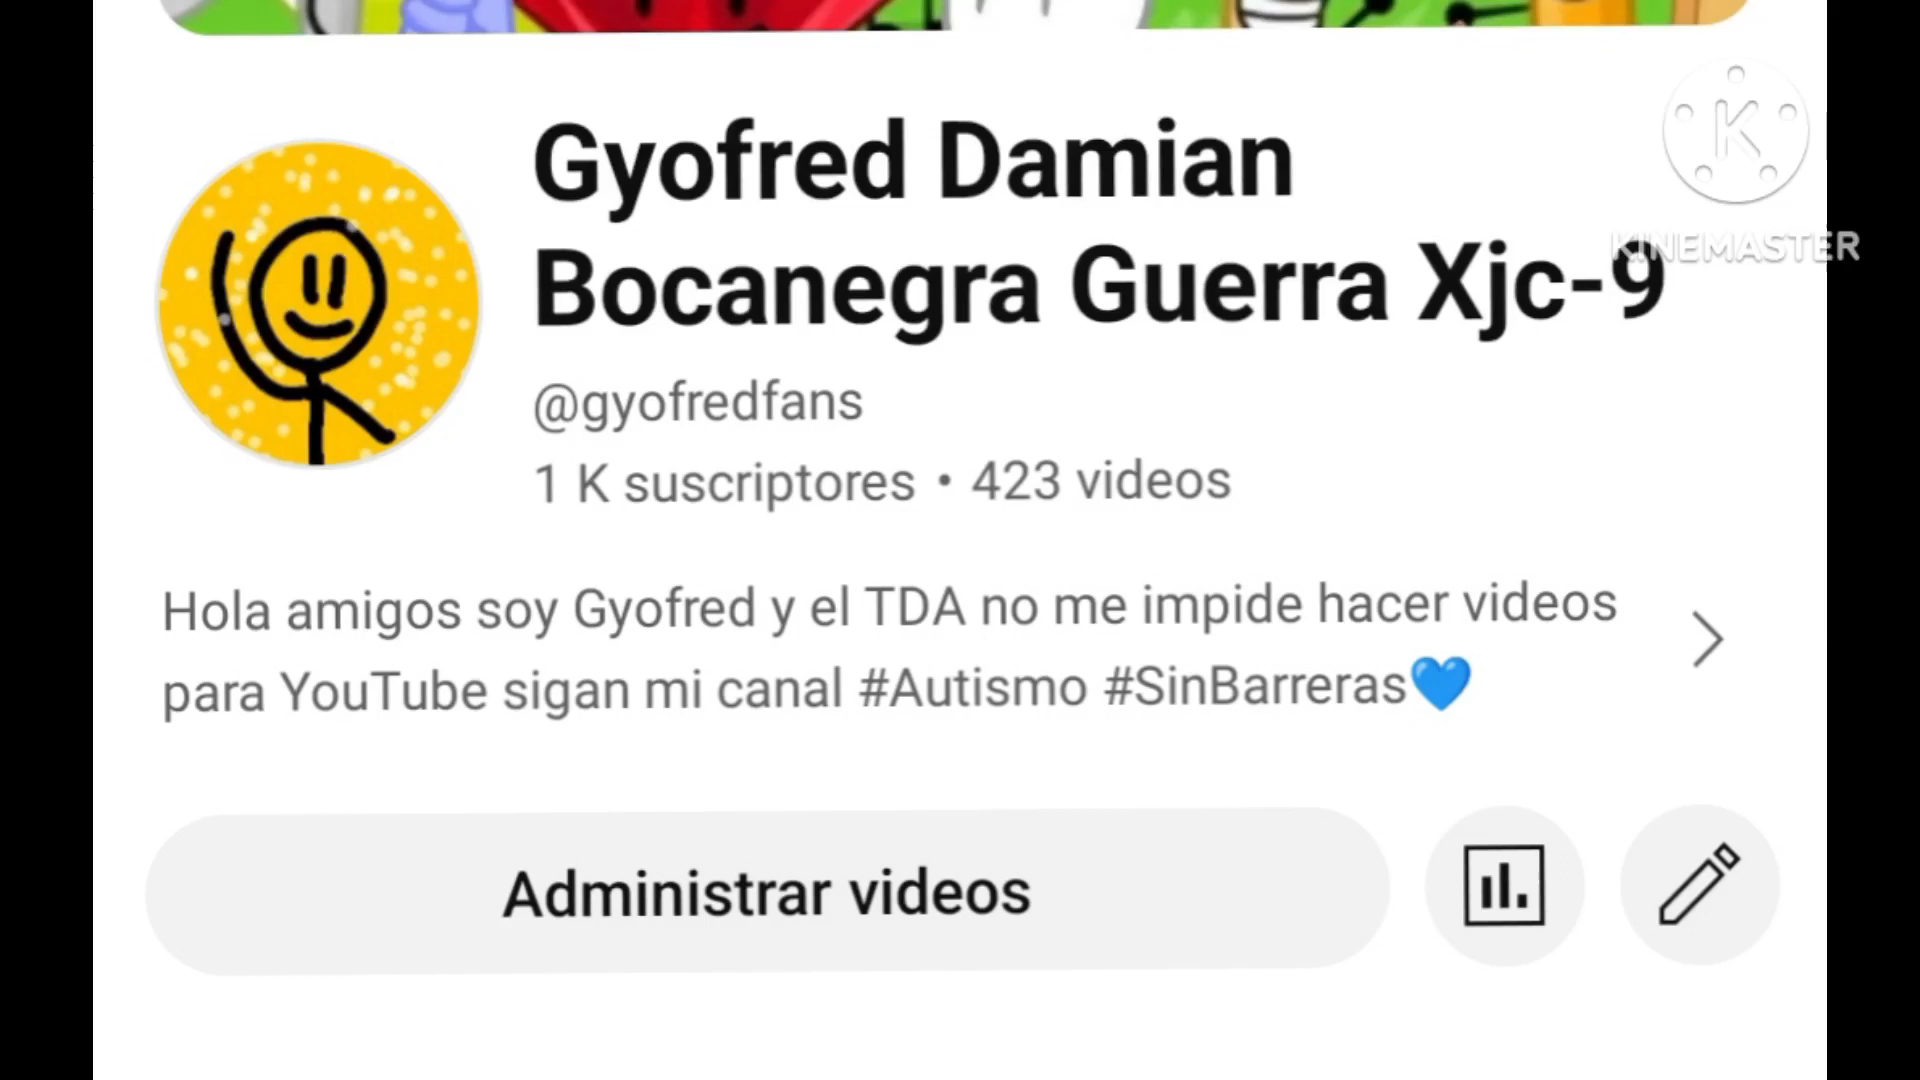 Gyofred Damian
Bocanegra Guerra Xjc-9
K
KINEMASTER
@gyofredfans
1 K suscriptores • 423 videos
Hola amigos soy Gyofred y el TDA no me impide hacer videos
para YouTube sigan mi canal #Autismo #SinBarreras💙
Administrar videos